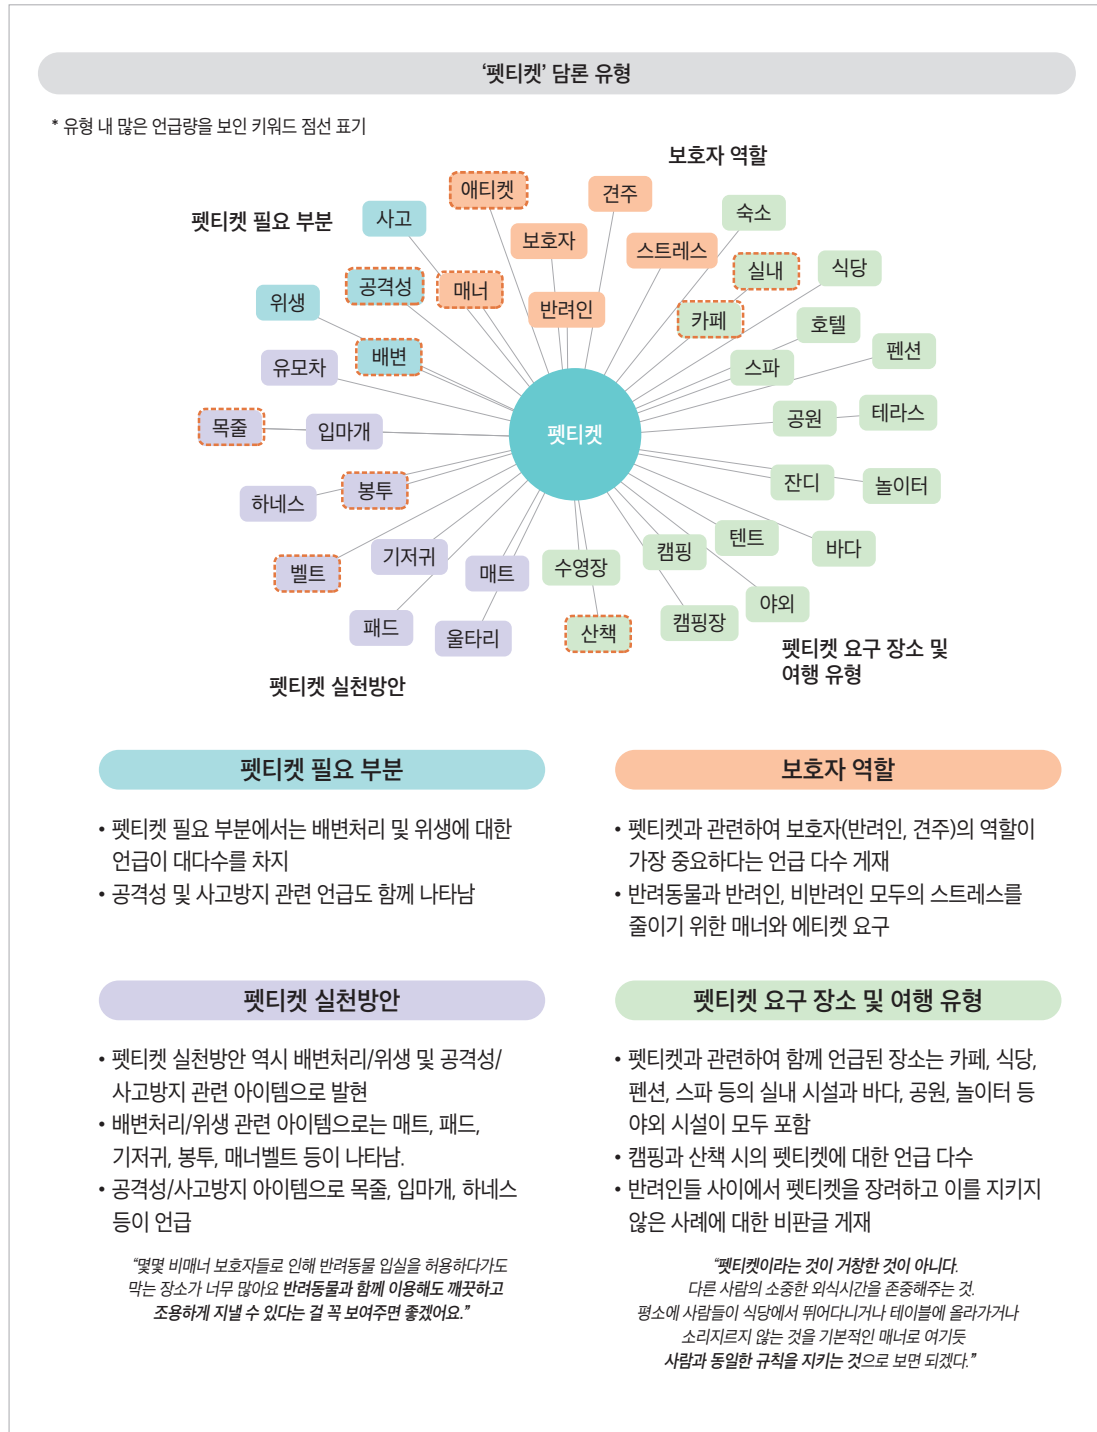 ‘펫티켓’ 담론 유형
* 유형 내 많은 언급량을 보인 키워드 점선 표기
보호자 역할
펫티켓 필요 부분
애티켓
견주
사고
숙소
보호자
스트레스
실내
식당
공격성
매너
위생
반려인
카페
호텔
배변
유모차
스파
펜션
목줄
입마개
펫티켓
공원
테라스
하네스
봉투
잔디
놀이터
벨트
기저귀
매트
수영장
캠핑
텐트
바다
패드
울타리
산책
캠핑장
야외
펫티켓 요구 장소 및
여행 유형
펫티켓 실천방안
펫티켓 필요 부분
• 펫티켓 필요 부분에서는 배변처리 및 위생에 대한
언급이 대다수를 차지
• 공격성 및 사고방지 관련 언급도 함께 나타남
보호자 역할
• 펫티켓과 관련하여 보호자(반려인, 견주)의 역할이
가장 중요하다는 언급 다수 게재
• 반려동물과 반려인, 비반려인 모두의 스트레스를
줄이기 위한 매너와 에티켓 요구
펫티켓 실천방안
• 펫티켓 실천방안 역시 배변처리/위생 및 공격성/
사고방지 관련 아이템으로 발현
• 배변처리/위생 관련 아이템으로는 매트, 패드,
기저귀, 봉투, 매너벨트 등이 나타남.
• 공격성/사고방지 아이템으로 목줄, 입마개, 하네스
등이 언급
“몇몇 비매너 보호자들로 인해 반려동물 입실을 허용하다가도
막는 장소가 너무 많아요 반려동물과 함께 이용해도 깨끗하고
조용하게 지낼 수 있다는 걸 꼭 보여주면 좋겠어요.”
펫티켓 요구 장소 및 여행 유형
• 펫티켓과 관련하여 함께 언급된 장소는 카페, 식당,
펜션, 스파 등의 실내 시설과 바다, 공원, 놀이터 등
야외 시설이 모두 포함
• 캠핑과 산책 시의 펫티켓에 대한 언급 다수
• 반려인들 사이에서 펫티켓을 장려하고 이를 지키지
않은 사례에 대한 비판글 게재
“펫티켓이라는 것이 거창한 것이 아니다.
다른 사람의 소중한 외식시간을 존중해주는 것.
평소에 사람들이 식당에서 뛰어다니거나 테이블에 올라가거나
소리지르지 않는 것을 기본적인 매너로 여기듯
사람과 동일한 규칙을 지키는 것으로 보면 되겠다.”